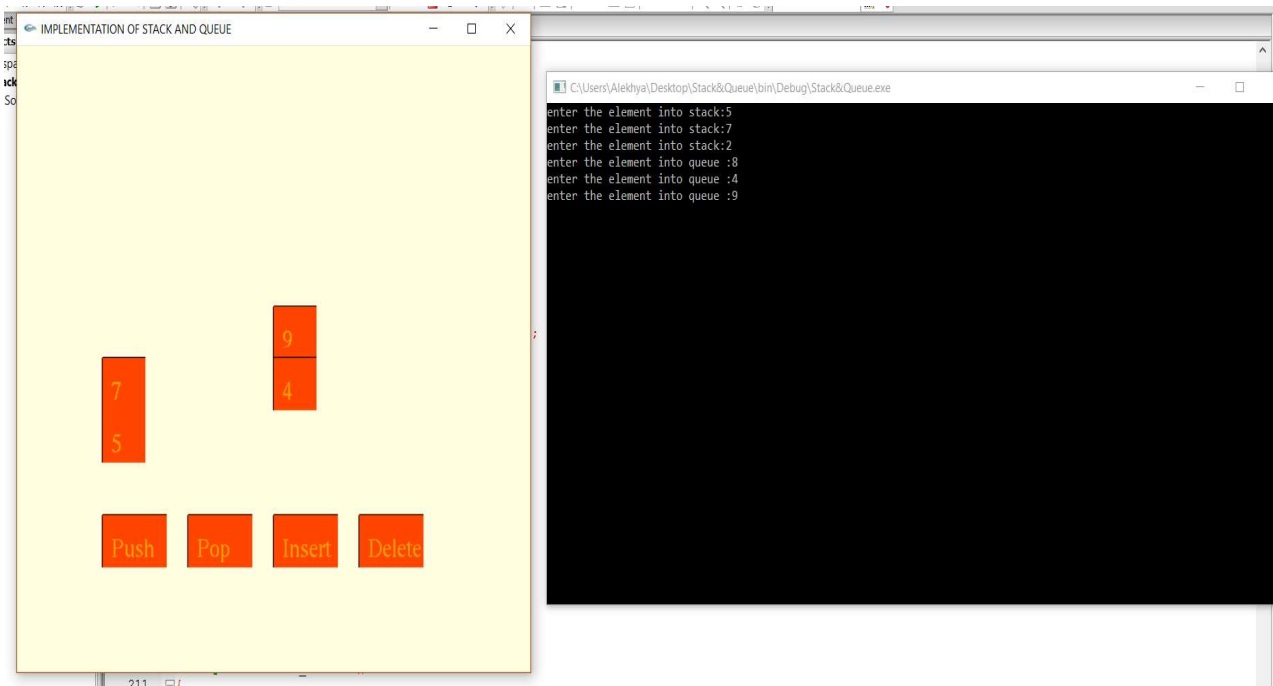 IMPLEMENTATION OF STACK AND QUEUE
9
4
7
5
Push Pop Insert Delete
C:\Users\Alekhya\Desktop\Stack&Queue\bin\Debug\Stack&Queue.exe
enter the element into stack:5
enter the element into stack:7
enter the element into stack:2
enter the element into queue :8
enter the element into queue :4
enter the element into queue :9
;
So
211